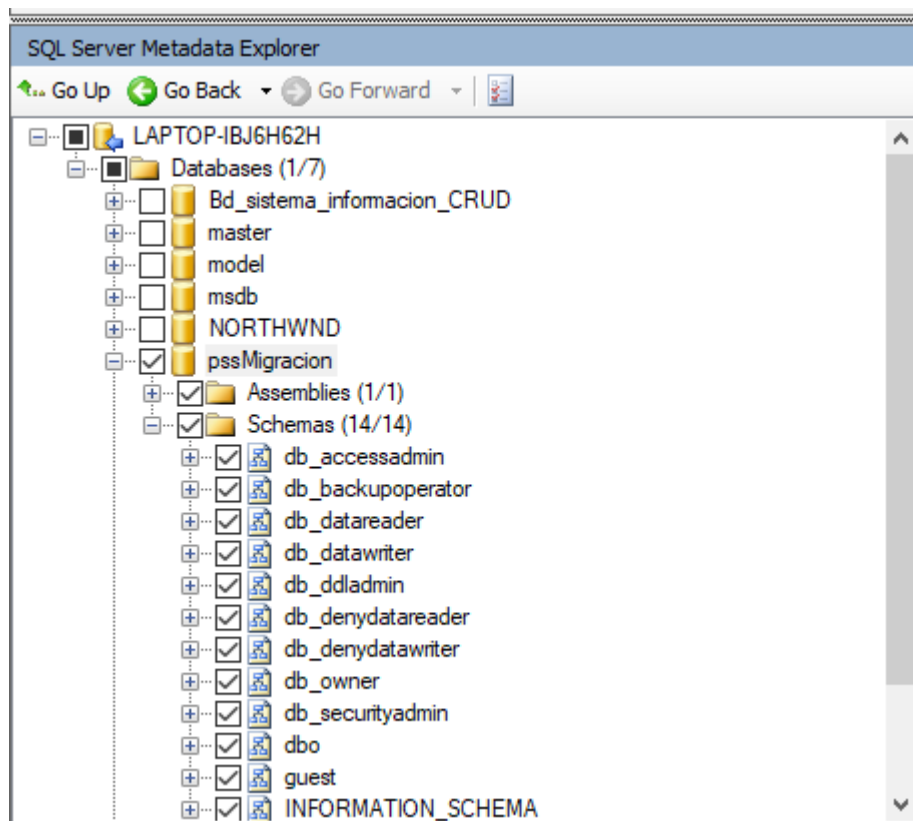 SQL Server Metadata Explorer
Go Up Go Back Go Forward
LAPTOP-IBJ6H62H
Databases (1/7)
Bd_sistema_informacion_CRUD
master
model
msdb
NORTHWND
pssMigracion
Assemblies (1/1)
Schemas (14/14)
db_accessadmin
db_backupoperator
db_datareader
db_datawriter
db_ddladmin
db_denydatareader
db_denydatawriter
db_owner
db_securityadmin
dbo
guest
INFORMATION_SCHEMA